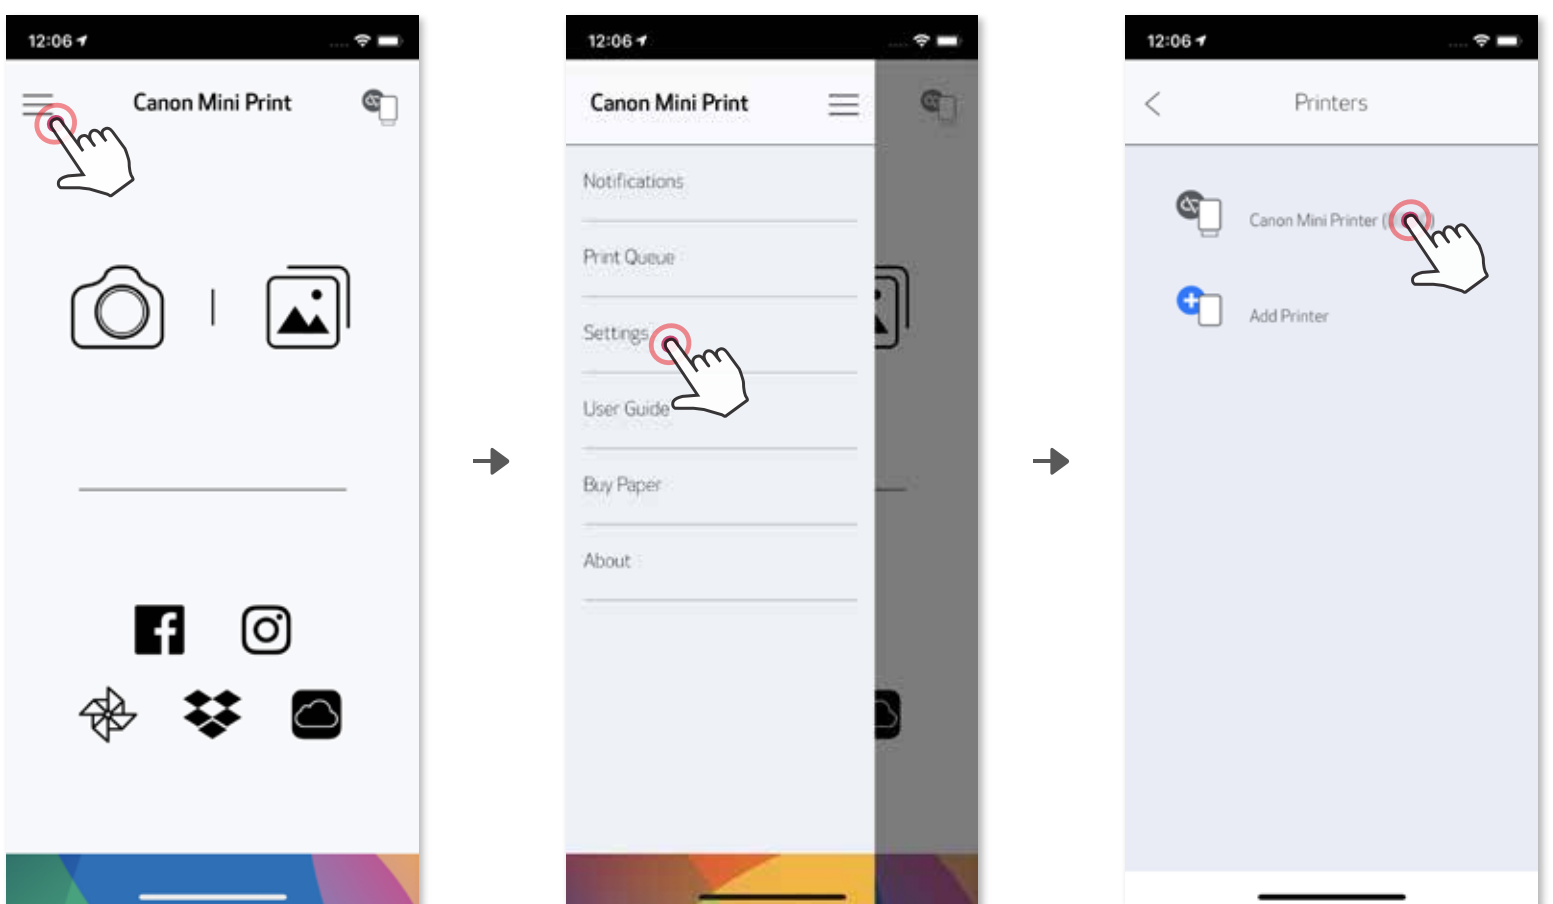 12:06
Canon Mini Print
12:06
Canon Mini Print
Notifications
Print Queue
Settings
User Guide
Buy Paper
About
12:06
Printers
Canon Mini Printer (
Add Printer